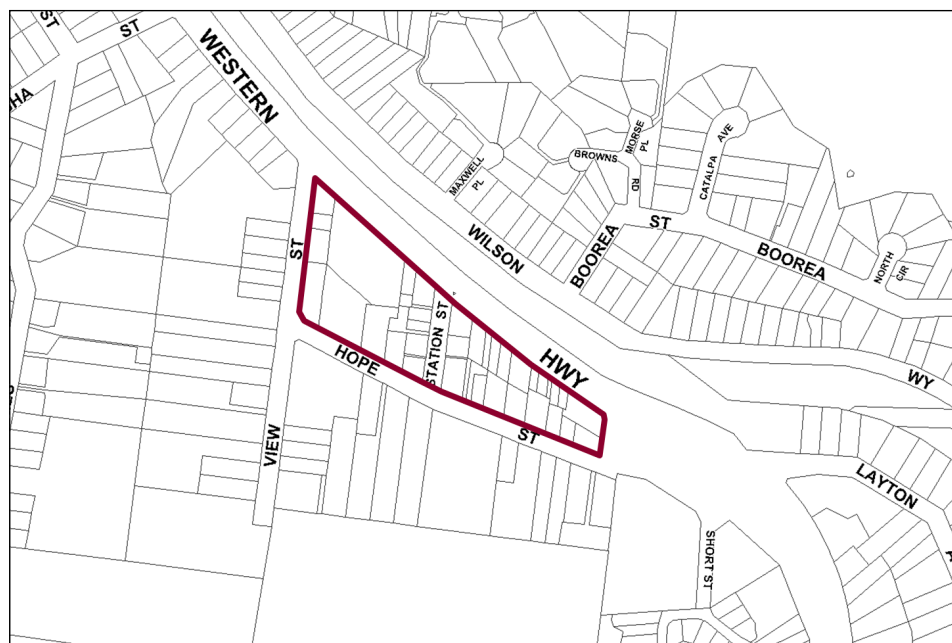 ST
ST
HA
WESTERN
MAXWELL
PL
BROWNS
MORSE
PL
RD
CATALPA
AVE
ST
BOOREA
BOOREA
NORTH
CIR
WILSON
ST
STATION ST
HOPE
ST
HWY
WY
VIEW
LAYTON
SHORT ST